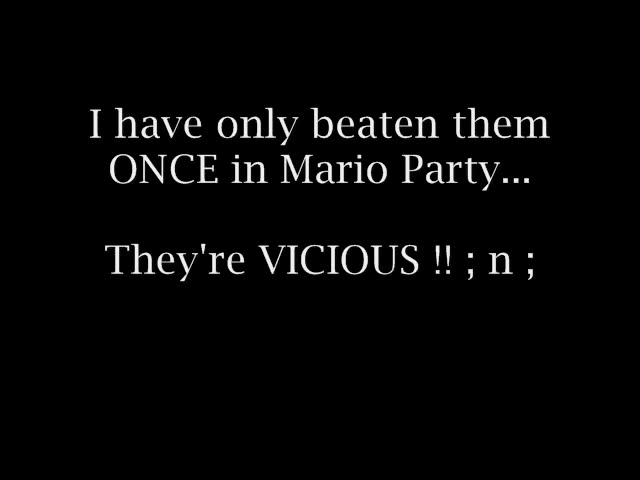 I have only beaten them
ONCE in Mario Party...
They're VICIOUS !! ; n ;